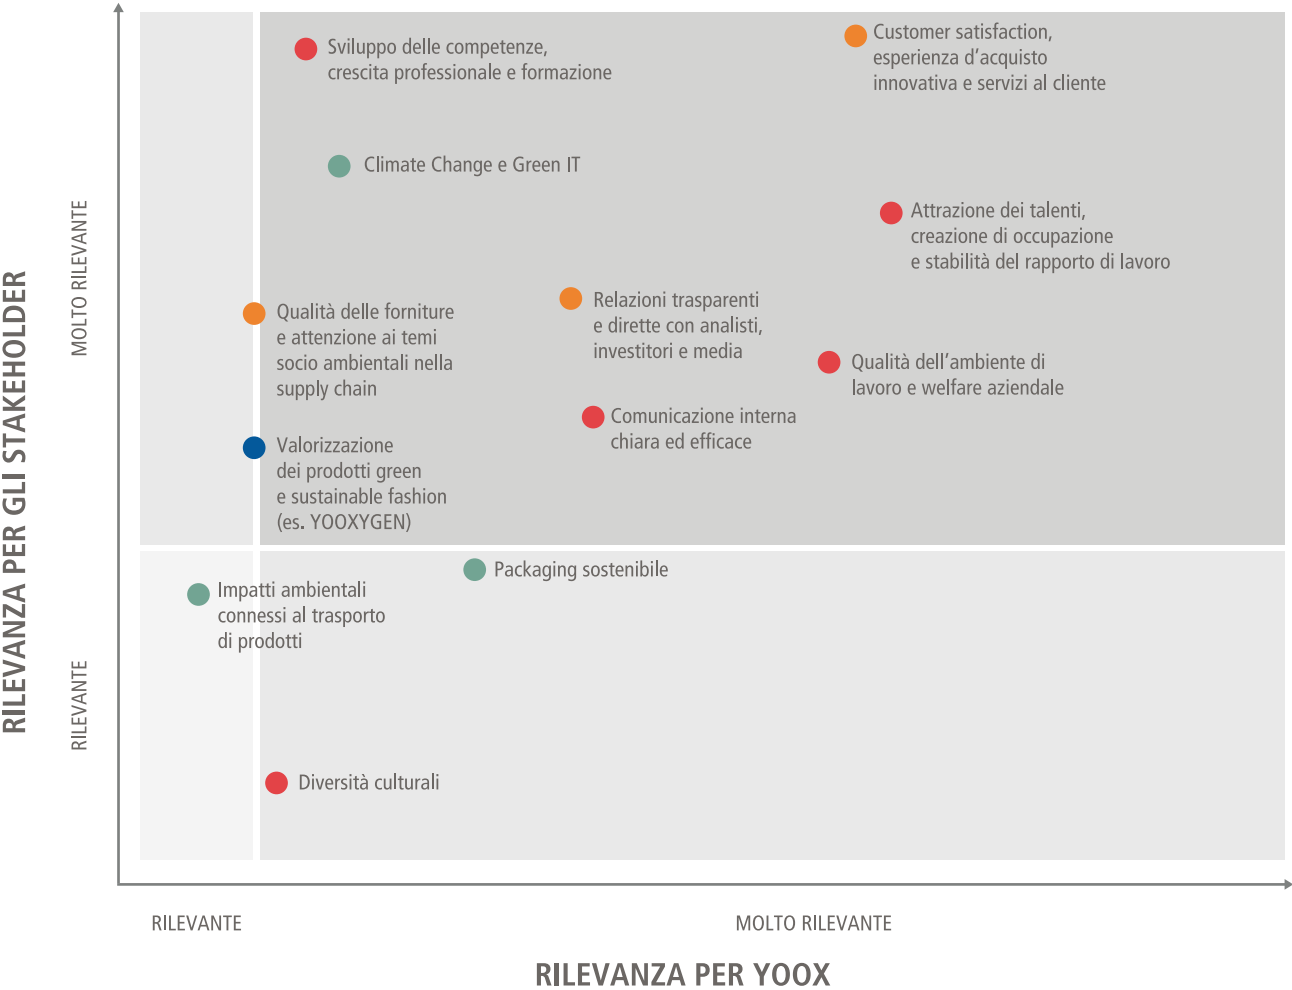 Sviluppo delle competenze,
crescita professionale e formazione
Customer satisfaction,
esperienza d'acquisto
innovativa e servizi al cliente
Climate Change e Green IT
Attrazione dei talenti,
creazione di occupazione
e stabilità del rapporto di lavoro
Qualità delle forniture
e attenzione ai temi
socio ambientali nella
supply chain
Relazioni trasparenti
e dirette con analisti,
investitori e media
Qualità dell'ambiente di
lavoro e welfare aziendale
Comunicazione interna
chiara ed efficace
Valorizzazione
dei prodotti green
e sustainable fashion
(es. YOOXYGEN)
Packaging sostenibile
Impatti ambientali
connessi al trasporto
di prodotti
Diversità culturali
RILEVANZA PER GLI STAKEHOLDER
MOLTO RILEVANTE
RILEVANTE
RILEVANTE
MOLTO RILEVANTE
RILEVANZA PER YOOX